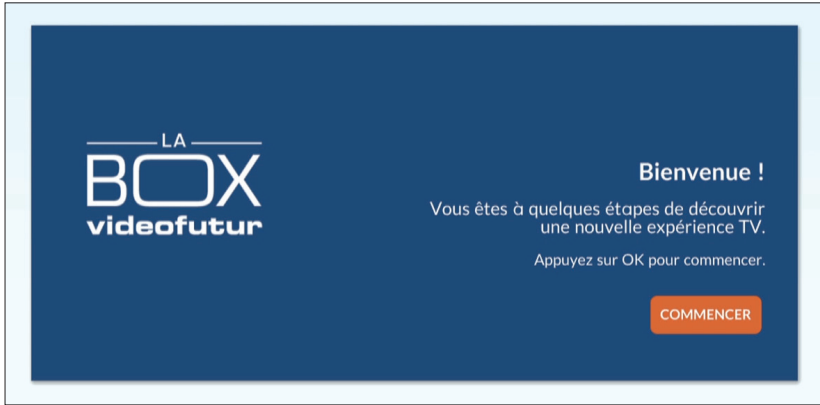 LA
BOX
videofutur
Bienvenue !
Vous êtes à quelques étapes de découvrir
une nouvelle expérience TV.
Appuyez sur OK pour commencer.
COMMENCER